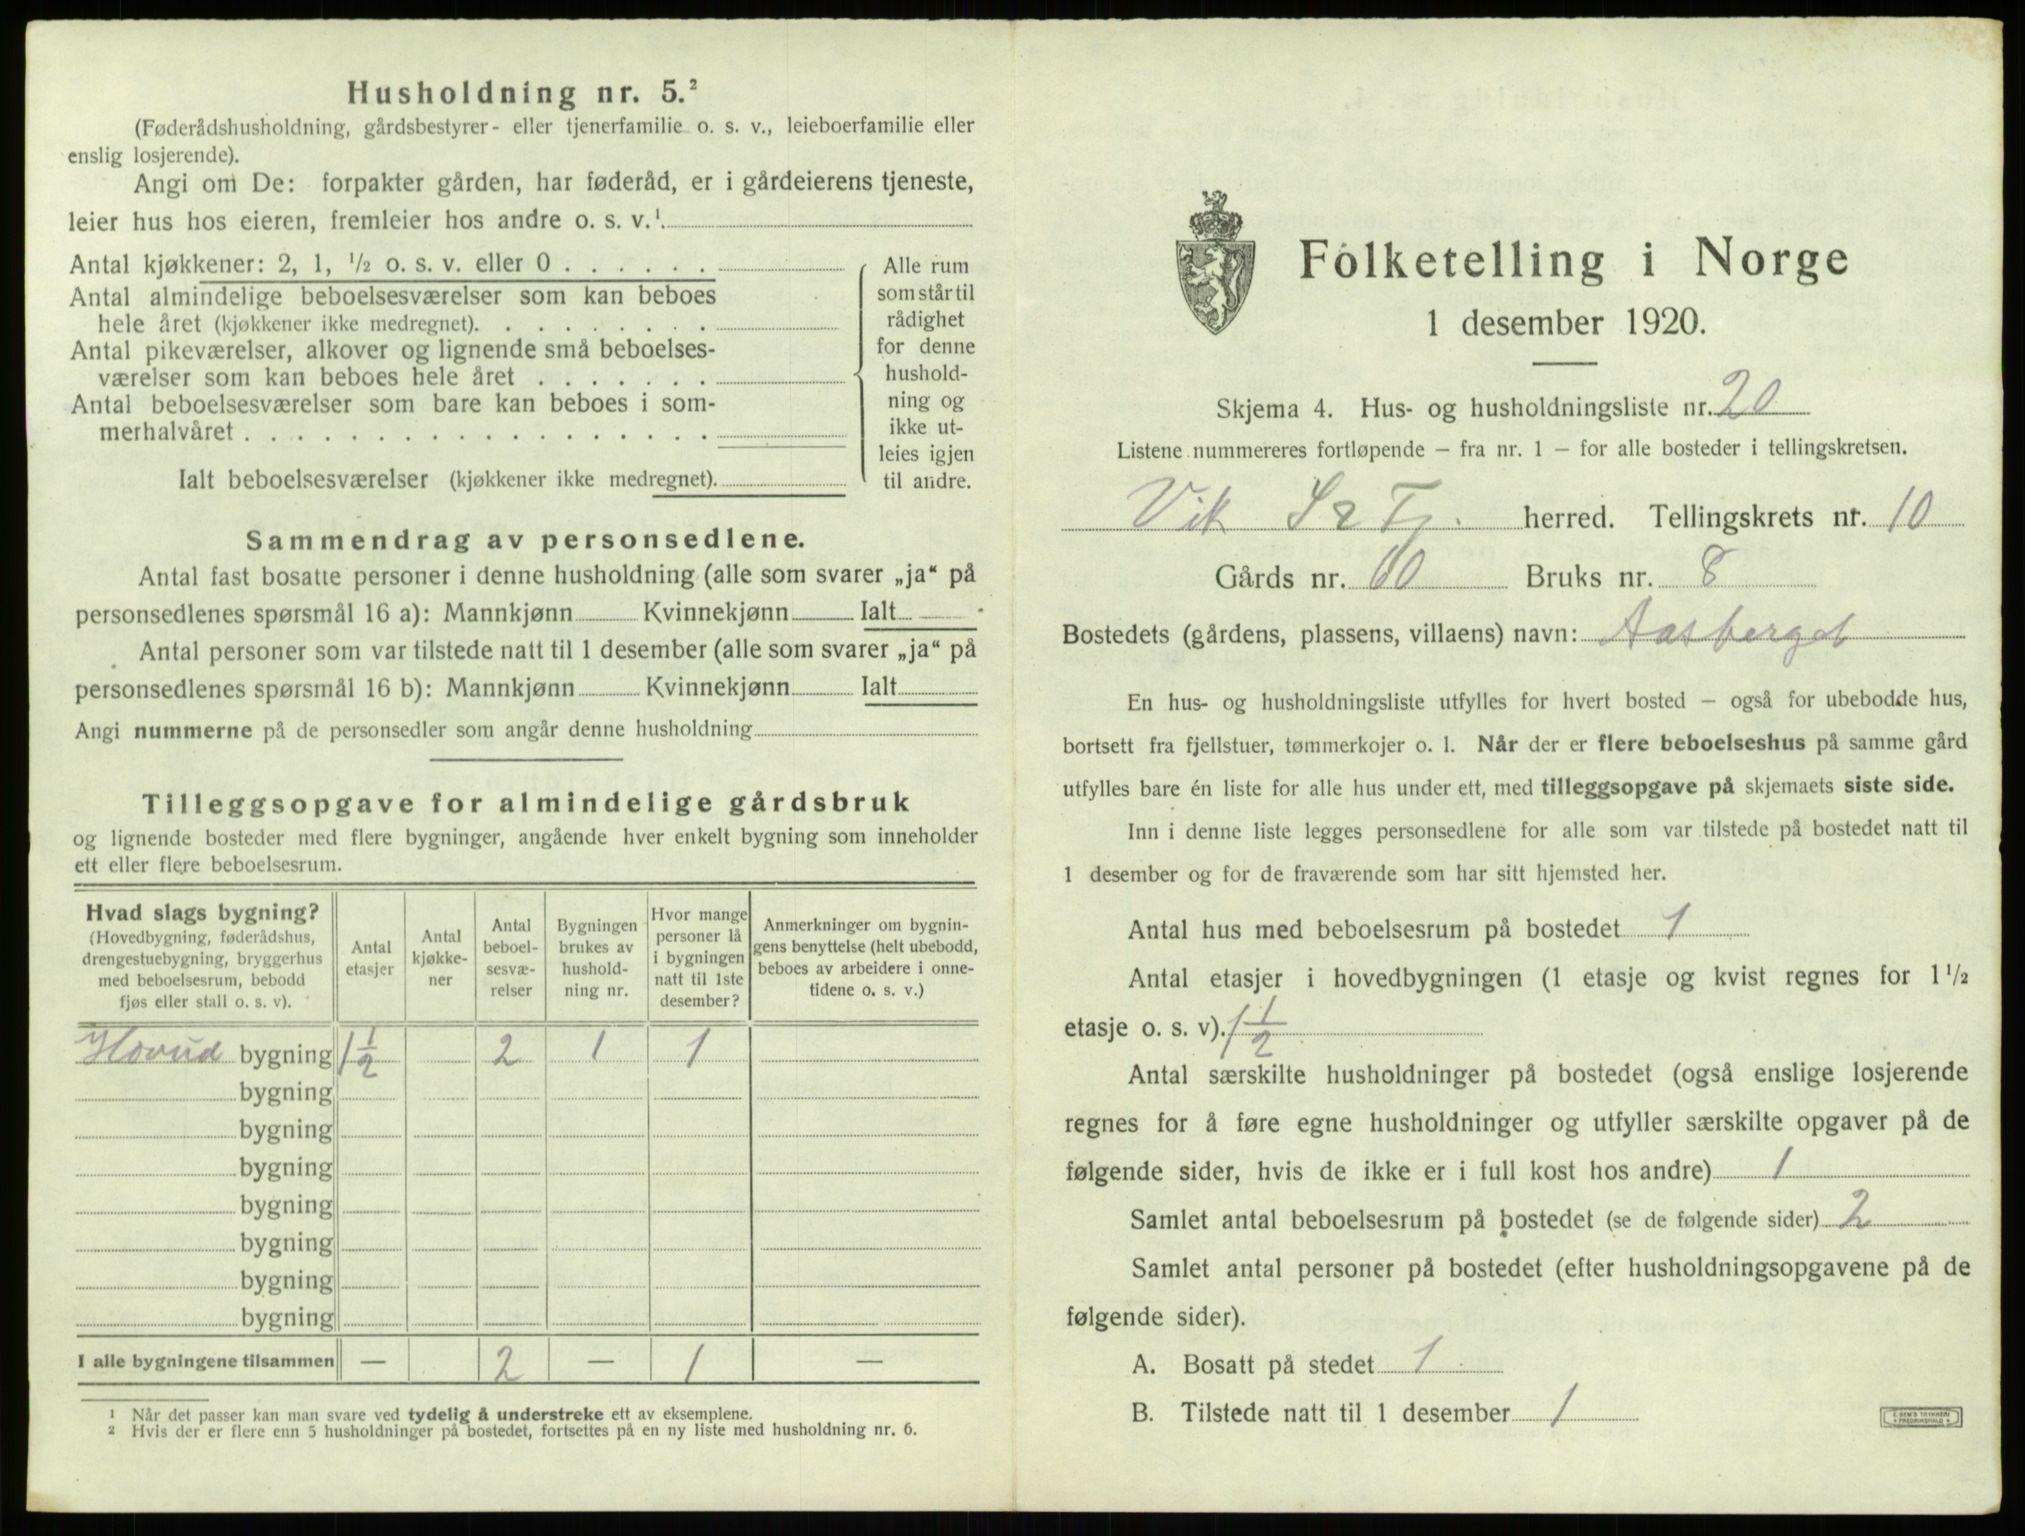 Husholdning nr. 5.²
(Føderådshusholdning, gårdsbestyrer- eller tjenerfamilie o. s. v., leieboerfamilie eller
enslig losjerende).
Angi om De: forpakter gården, har føderåd, er i gårdeierens tjeneste,
leier hus hos eieren, fremleier hos andre o. s. v.¹
Antal kjøkkener: 2, 1, ½ o. s. v. eller 0 . . . . . .
Antal almindelige beboelsesværelser som kan beboes
hele året (kjøkkener ikke medregnet). . . . . . . . .
Antal pikeværelser, alkover og lignende små beboelses-
værelser som kan beboes hele året . . . . . . .
Antal beboelsesværelser som bare kan beboes i som-
merhalvåret . . . . . . . . . . . . . . . . . .
Ialt beboelsesværelser (kjøkkener ikke medregnet).
Alle rum
som står til
rådighet
for denne
hushold-
ning og
ikke ut-
leies igjen
til andre.
Sammendrag av personsedlene.
Antal fast bosatte personer i denne husholdning (alle som svarer „ja“ på
personsedlenes spørsmål 16 a): Mannkjønn Kvinnekjønn Ialt
Antal personer som var tilstede natt til 1 desember (alle som svarer „ja“ på
personsedlenes spørsmål 16 b): Mannkjønn Kvinnekjønn Ialt
Angi nummerne på de personsedler som angår denne husholdning
Tilleggsopgave for almindelige gårdsbruk
og lignende bosteder med flere bygninger, angående hver enkelt bygning som inneholder
ett eller flere beboelsesrum.
Hvad slags bygning?
(Hovedbygning, føderådshus,
drengestuebygning, bryggerhus
med beboelsesrum, bebodd
fjøs eller stall o. s. v).
Antal
etasjer
Antal
kjøkke-
ner
Antal
beboel-
sesvæ-
relser
Bygningen
brukes av
hushold-
ning nr.
Hvor mange
personer lå
i bygningen
natt til 1ste
desember?
Anmerkninger om bygnin-
gens benyttelse (helt ubebodd,
beboes av arbeidere i onne-
tidene o. s. v.)
Hovud bygning 1½ 2 1 1
bygning
bygning
bygning
bygning
bygning
bygning
bygning
I alle bygningene tilsammen — 2 — 1 —
¹ Når det passer kan man svare ved tydelig å understreke ett av eksemplene.
² Hvis der er flere enn 5 husholdninger på bostedet, fortsettes på en ny liste med husholdning nr. 6.
Folketelling i Norge
1 desember 1920.
Skjema 4. Hus- og husholdningsliste nr. 20
Listene nummereres fortløpende – fra nr. 1 – for alle bosteder i tellingskretsen.
Vik herred. Tellingskrets nr. 10
Gårds nr. 60 Bruks nr. 8
Bostedets (gårdens, plassens, villaens) navn: Aasberget
En hus- og husholdningsliste utfylles for hvert bosted – også for ubebodde hus,
bortsett fra fjellstuer, tømmerkojer o. l. Når der er flere beboelseshus på samme gård
utfylles bare én liste for alle hus under ett, med tilleggsopgave på skjemaets siste side.
Inn i denne liste legges personsedlene for alle som var tilstede på bostedet natt til
1 desember og for de fraværende som har sitt hjemsted her.
Antal hus med beboelsesrum på bostedet 1
Antal etasjer i hovedbygningen (1 etasje og kvist regnes for 1½
etasje o. s. v). 1½
Antal særskilte husholdninger på bostedet (også enslige losjerende
regnes for å føre egne husholdninger og utfyller særskilte opgaver på de
følgende sider, hvis de ikke er i full kost hos andre) 1
Samlet antal beboelsesrum på bostedet (se de følgende sider) 2
Samlet antal personer på bostedet (efter husholdningsopgavene på de
følgende sider).
A. Bosatt på stedet 1
B. Tilstede natt til 1 desember 1